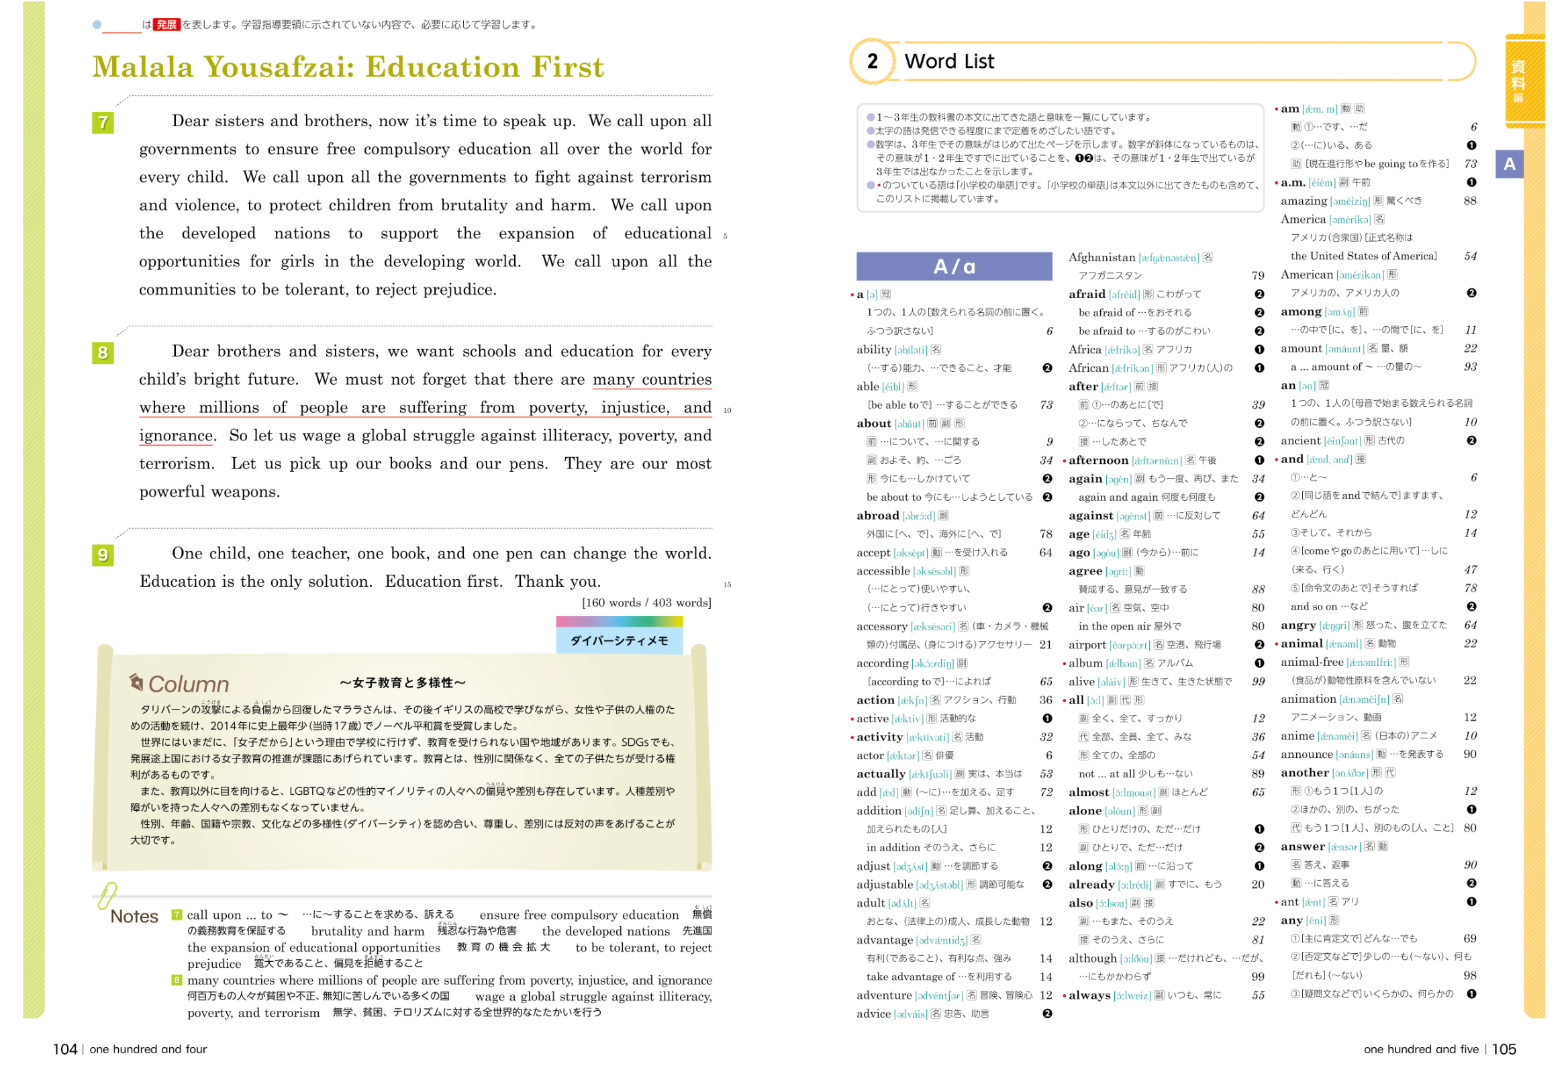 は 発展 を表します。学習指導要領に示されていない内容で、必要に応じて学習します。
Malala Yousafzai: Education First
7
Dear sisters and brothers, now it's time to speak up. We call upon all
governments to ensure free compulsory education all over the world for
every child. We call upon all the governments to fight against terrorism
and violence, to protect children from brutality and harm. We call upon
the developed nations to support the expansion of educational 5
opportunities for girls in the developing world. We call upon all the
communities to be tolerant, to reject prejudice.
8
Dear brothers and sisters, we want schools and education for every
child's bright future. We must not forget that there are many countries
where millions of people are suffering from poverty, injustice, and 10
ignorance. So let us wage a global struggle against illiteracy, poverty, and
terrorism. Let us pick up our books and our pens. They are our most
powerful weapons.
9
One child, one teacher, one book, and one pen can change the world.
Education is the only solution. Education first. Thank you. 15
[160 words / 403 words]
ダイバーシティメモ
Column
〜女子教育と多様性〜
タリバーンの攻撃による負傷から回復したマララさんは、その後イギリスの高校で学びながら、女性や子供の人権のた
めの活動を続け、2014年に史上最年少(当時17歳)でノーベル平和賞を受賞しました。
世界にはいまだに、「女子だから」という理由で学校に行けず、教育を受けられない国や地域があります。SDGsでも、
発展途上国における女子教育の推進が課題にあげられています。教育とは、性別に関係なく、全ての子供たちが受ける権
利があるものです。
また、教育以外に目を向けると、LGBTQなどの性的マイノリティの人々への偏見や差別も存在しています。人種差別や
障がいを持った人々への差別もなくなっていません。
性別、年齢、国籍や宗教、文化などの多様性(ダイバーシティ)を認め合い、尊重し、差別には反対の声をあげることが
大切です。
Notes
7 call upon ... to 〜 …に〜することを求める、訴える ensure free compulsory education 無償
の義務教育を保証する brutality and harm 残忍な行為や危害 the developed nations 先進国
the expansion of educational opportunities 教育の機会拡大 to be tolerant, to reject
prejudice 寛大であること、偏見を拒絶すること
8 many countries where millions of people are suffering from poverty, injustice, and ignorance
何百万もの人々が貧困や不正、無知に苦しんでいる多くの国 wage a global struggle against illiteracy,
poverty, and terrorism 無学、貧困、テロリズムに対する全世界的なたたかいを行う
104 | one hundred and four
2 Word List
●1〜3年生の教科書の本文に出てきた語と意味を一覧にしています。
●太字の語は発信できる程度にまで定着をめざしたい語です。
●数字は、3年生でその意味がはじめて出たページを示します。数字が斜体になっているものは、
その意味が1・2年生ですでに出ていることを、❶❷は、その意味が1・2年生で出ているが
3年生では出なかったことを示します。
●•のついている語は「小学校の単語」です。「小学校の単語」は本文以外に出てきたものも含めて、
このリストに掲載しています。
A/a
•a [ə] 冠
1つの、1人の[数えられる名詞の前に置く。
ふつう訳さない] 6
ability [əbíləti] 名
(…する)能力、…できること、才能 ❷
able [éibl] 形
[be able toで]…することができる 73
about [əbáut] 前 副 形
前 …について、…に関する 9
副 およそ、約、…ごろ 34
形 今にも…しかけていて ❷
be about to 今にも…しようとしている ❷
abroad [əbrɔ́ːd] 副
外国に[へ、で]、海外に[へ、で] 78
accept [əksépt] 動 …を受け入れる 64
accessible [əksésəbl] 形
(…にとって)使いやすい、
(…にとって)行きやすい ❷
accessory [əksésəri] 名 (車・カメラ・機械
類の)付属品、(身につける)アクセサリー 21
according [əkɔ́ːrdiŋ] 副
[according toで]…によれば 65
action [ǽkʃn] 名 アクション、行動 36
•active [ǽktiv] 形 活動的な ❶
•activity [æktívəti] 名 活動 32
actor [ǽktər] 名 俳優 6
actually [ǽktʃuəli] 副 実は、本当は 53
add [ǽd] 動 (〜に)…を加える、足す 72
addition [ədíʃn] 名 足し算、加えること、
加えられたもの[人] 12
in addition そのうえ、さらに 12
adjust [ədʒʌ́st] 動 …を調節する ❷
adjustable [ədʒʌ́stəbl] 形 調節可能な ❷
adult [ədʌ́lt] 名
おとな、(法律上の)成人、成長した動物 12
advantage [ədvǽntidʒ] 名
有利(であること)、有利な点、強み 14
take advantage of …を利用する 14
adventure [ədvéntʃər] 名 冒険、冒険心 12
advice [ədváis] 名 忠告、助言 ❷
Afghanistan [æfgǽnəstæn] 名
アフガニスタン 79
afraid [əfréid] 形 こわがって ❷
be afraid of …をおそれる ❷
be afraid to …するのがこわい ❷
Africa [ǽfrikə] 名 アフリカ ❶
African [ǽfrikən] 形 アフリカ(人)の ❶
after [ǽftər] 前 接
前 ①…のあとに[で] 39
②…にならって、ちなんで ❷
接 …したあとで ❷
•afternoon [æftərnúːn] 名 午後 ❶
again [əgén] 副 もう一度、再び、また 34
again and again 何度も何度も ❷
against [əgénst] 前 …に反対して 64
age [éidʒ] 名 年齢 55
ago [əgóu] 副 (今から)…前に 14
agree [əgríː] 動
賛成する、意見が一致する 88
air [éər] 名 空気、空中 80
in the open air 屋外で 80
airport [éərpɔ̀ːrt] 名 空港、飛行場 ❷
•album [ǽlbəm] 名 アルバム ❶
alive [əláiv] 形 生きて、生きた状態で 99
•all [ɔ́ːl] 副 代 形
副 全く、全て、すっかり 12
代 全部、全員、全て、みな 36
形 全ての、全部の 54
not ... at all 少しも…ない 89
almost [ɔ́ːlmoust] 副 ほとんど 65
alone [əlóun] 形 副
形 ひとりだけの、ただ…だけ ❶
副 ひとりで、ただ…だけ ❷
along [əlɔ́ːŋ] 前 …に沿って ❶
already [ɔːlrédi] 副 すでに、もう 20
also [ɔ́ːlsou] 副 接
副 …もまた、そのうえ 22
接 そのうえ、さらに 81
although [ɔːlðóu] 接 …だけれども、…だが、
…にもかかわらず 99
•always [ɔ́ːlweiz] 副 いつも、常に 55
•am [ǽm, m] 動 助
動 ①…です、…だ 6
②(…に)いる、ある ❶
助 [現在進行形やbe going toを作る] 73
•a.m. [éiém] 副 午前 ❶
amazing [əméiziŋ] 形 驚くべき 88
America [əmérikə] 名
アメリカ(合衆国)[正式名称は
the United States of America] 54
American [əmérikən] 形
アメリカの、アメリカ人の ❷
among [əmʌ́ŋ] 前
…の中で[に、を]、…の間で[に、を] 11
amount [əmáunt] 名 量、額 22
a ... amount of 〜 …の量の〜 93
an [ən] 冠
1つの、1人の[母音で始まる数えられる名詞
の前に置く。ふつう訳さない] 10
ancient [éinʃənt] 形 古代の ❷
•and [ǽnd, ənd] 接
①…と〜 6
②[同じ語をandで結んで]ますます、
どんどん 12
③そして、それから 14
④[comeやgoのあとに用いて]…しに
(来る、行く) 47
⑤[命令文のあとで]そうすれば 78
and so on …など ❷
angry [ǽŋgri] 形 怒った、腹を立てた 64
•animal [ǽnəml] 名 動物 22
animal-free [ǽnəmlfríː] 形
(食品が)動物性原料を含んでいない 22
animation [ænəméiʃn] 名
アニメーション、動画 12
anime [ǽnəméi] 名 (日本の)アニメ 10
announce [ənáuns] 動 …を発表する 90
another [ənʌ́ðər] 形 代
形 ①もう1つ[1人]の 12
②ほかの、別の、ちがった ❶
代 もう1つ[1人]、別のもの[人、こと] 80
answer [ǽnsər] 名 動
名 答え、返事 90
動 …に答える ❷
•ant [ǽnt] 名 アリ ❶
any [éni] 形
①[主に肯定文で]どんな…でも 69
②[否定文などで]少しの…も(〜ない)、何も
[だれも](〜ない) 98
③[疑問文などで]いくらかの、何らかの ❶
資料編
A
one hundred and five | 105